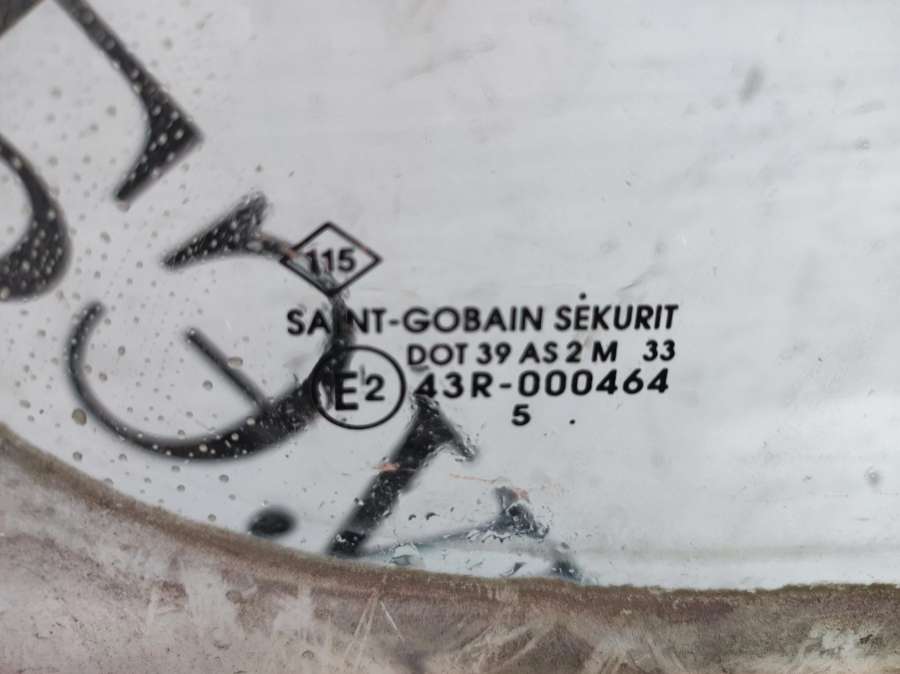 115
SAINT-GOBAIN SEKURIT
DOT 39 AS 2 M 33
E2 43R-000464
5 .